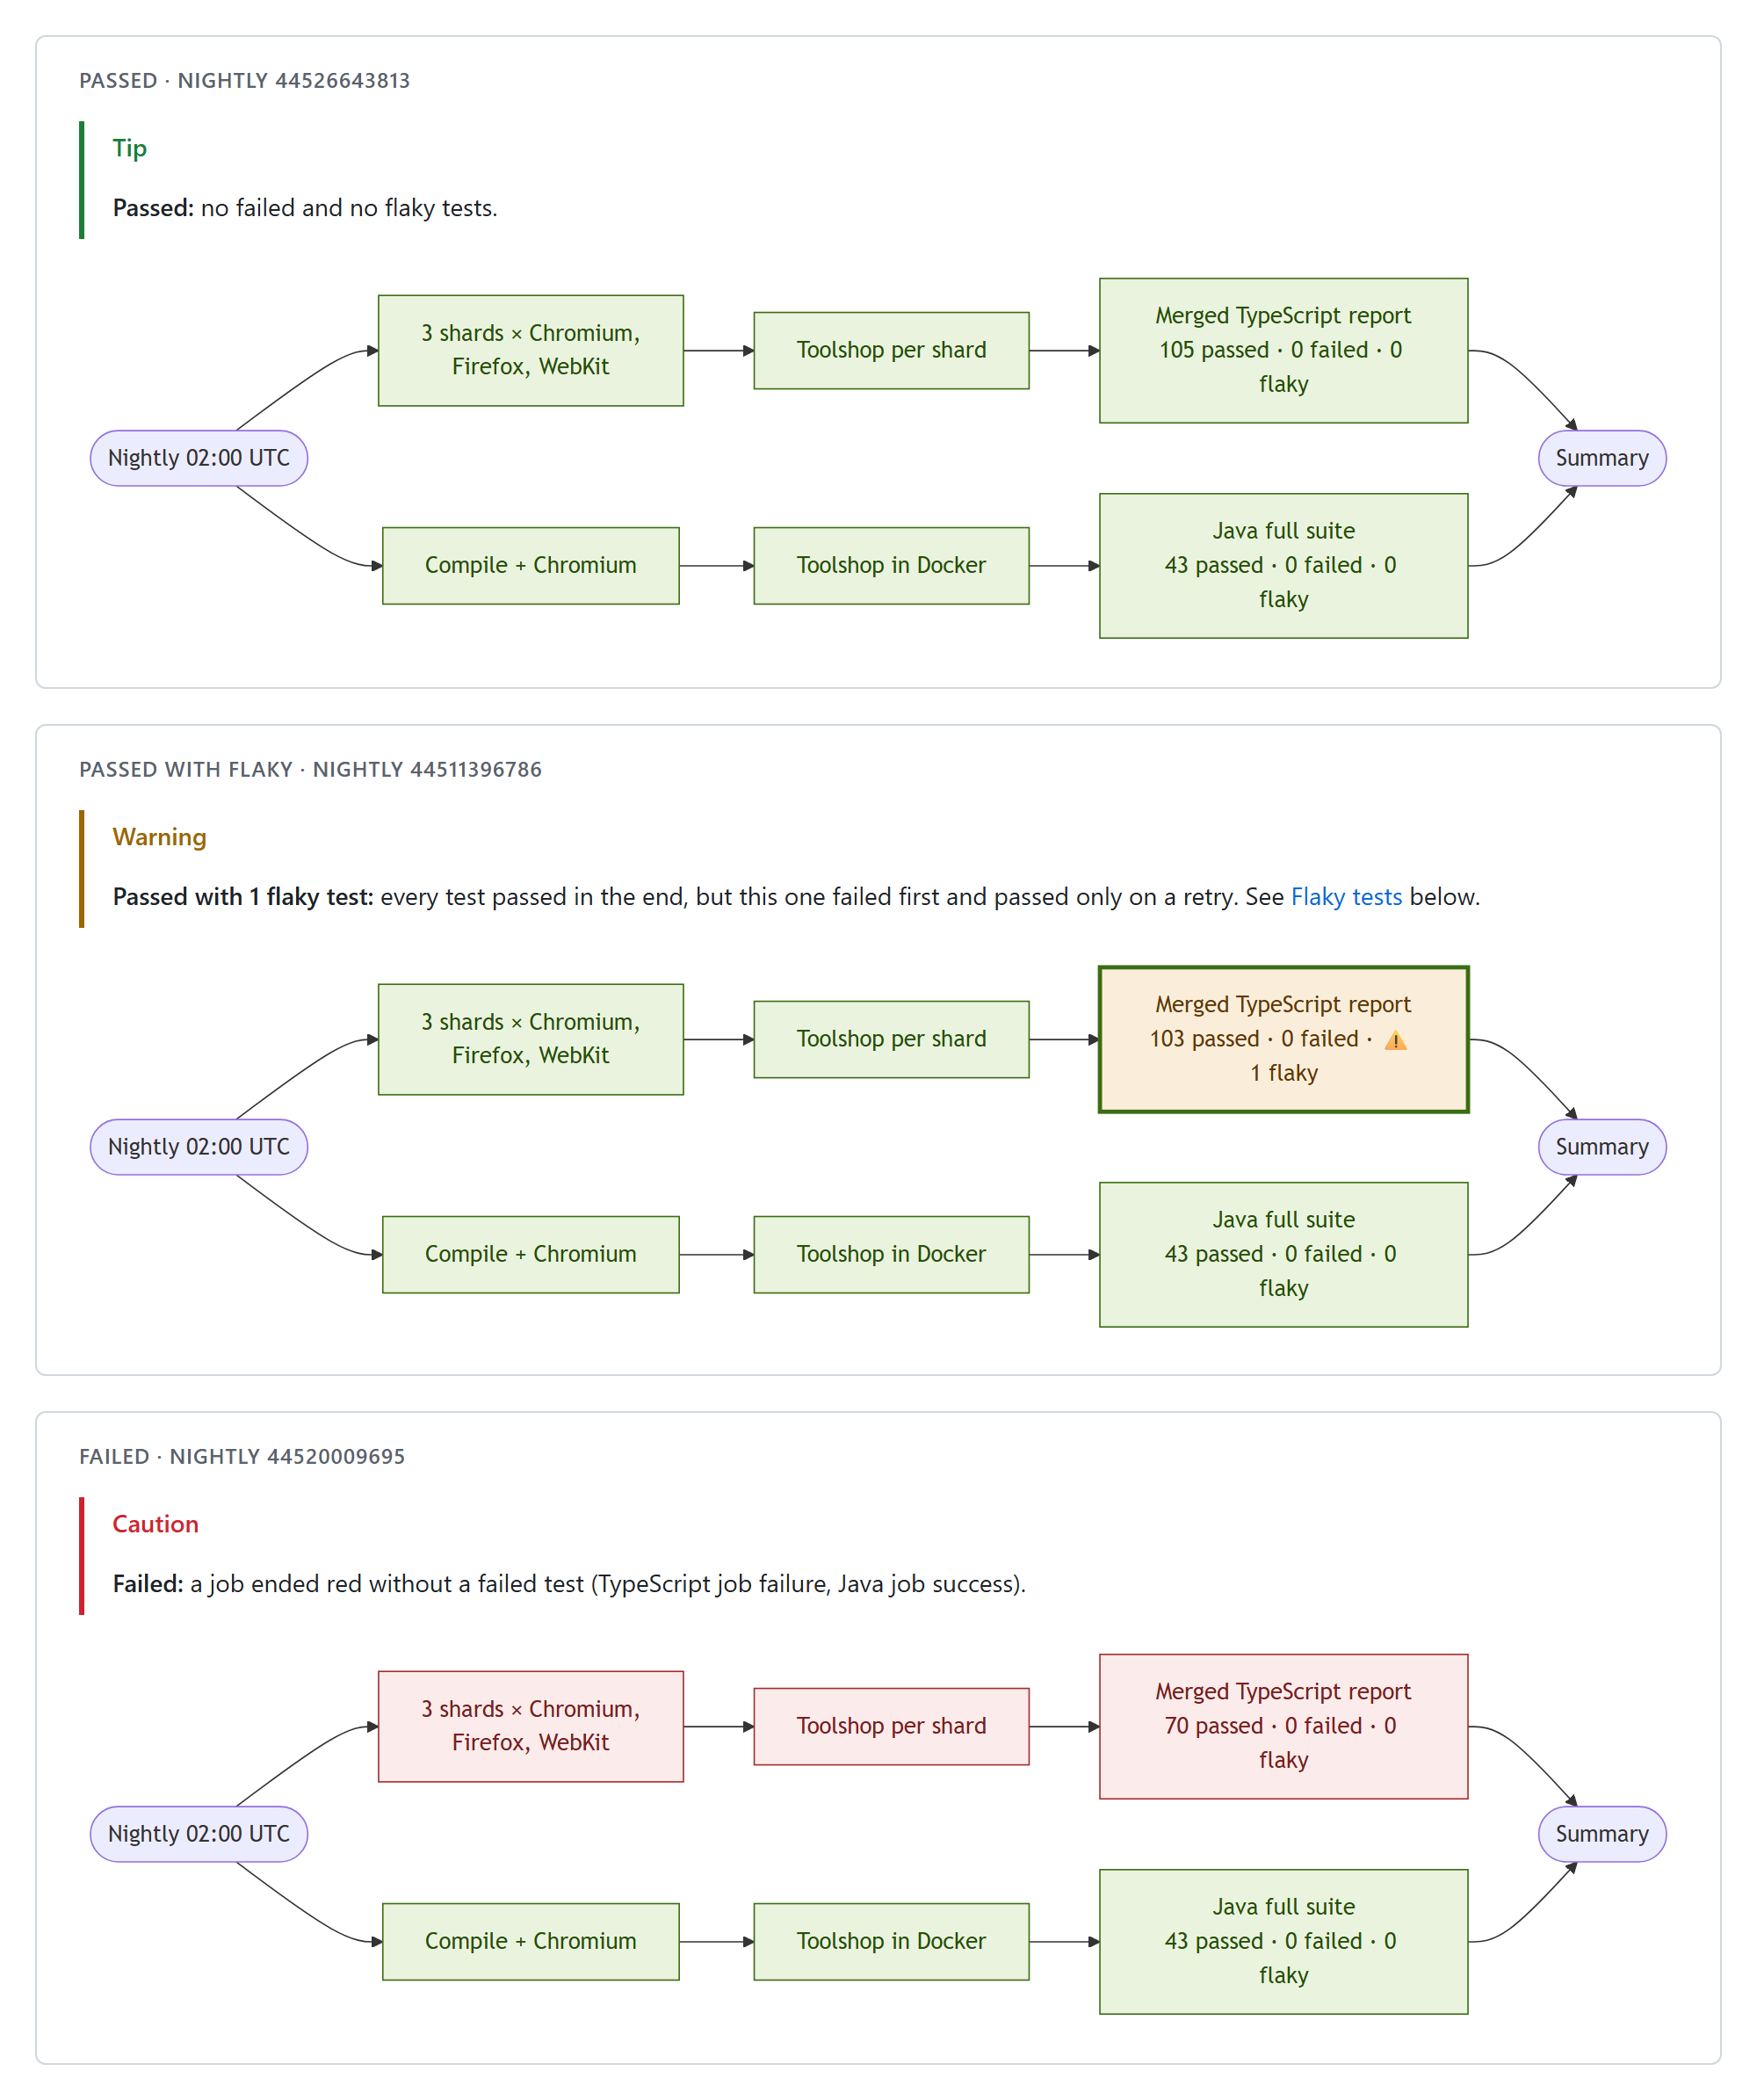 PASSED · NIGHTLY 44526643813
Tip
Passed: no failed and no flaky tests.
3 shards × Chromium,
Firefox, WebKit
Toolshop per shard
Merged TypeScript report
105 passed · 0 failed · 0
flaky
Nightly 02:00 UTC
Summary
Compile + Chromium
Toolshop in Docker
Java full suite
43 passed · 0 failed · 0
flaky
PASSED WITH FLAKY · NIGHTLY 44511396786
Warning
Passed with 1 flaky test: every test passed in the end, but this one failed first and passed only on a retry. See Flaky tests below.
3 shards × Chromium,
Firefox, WebKit
Toolshop per shard
Merged TypeScript report
103 passed · 0 failed · ⚠️
1 flaky
Nightly 02:00 UTC
Summary
Compile + Chromium
Toolshop in Docker
Java full suite
43 passed · 0 failed · 0
flaky
FAILED · NIGHTLY 44520009695
Caution
Failed: a job ended red without a failed test (TypeScript job failure, Java job success).
3 shards × Chromium,
Firefox, WebKit
Toolshop per shard
Merged TypeScript report
70 passed · 0 failed · 0
flaky
Nightly 02:00 UTC
Summary
Compile + Chromium
Toolshop in Docker
Java full suite
43 passed · 0 failed · 0
flaky